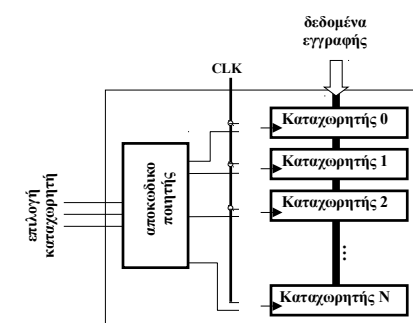 δεδομένα
εγγραφής
CLK
Καταχωρητής 0
Καταχωρητής 1
Καταχωρητής 2
...
Καταχωρητής N
αποκωδικο
ποιητής
επιλογή
καταχωρητή